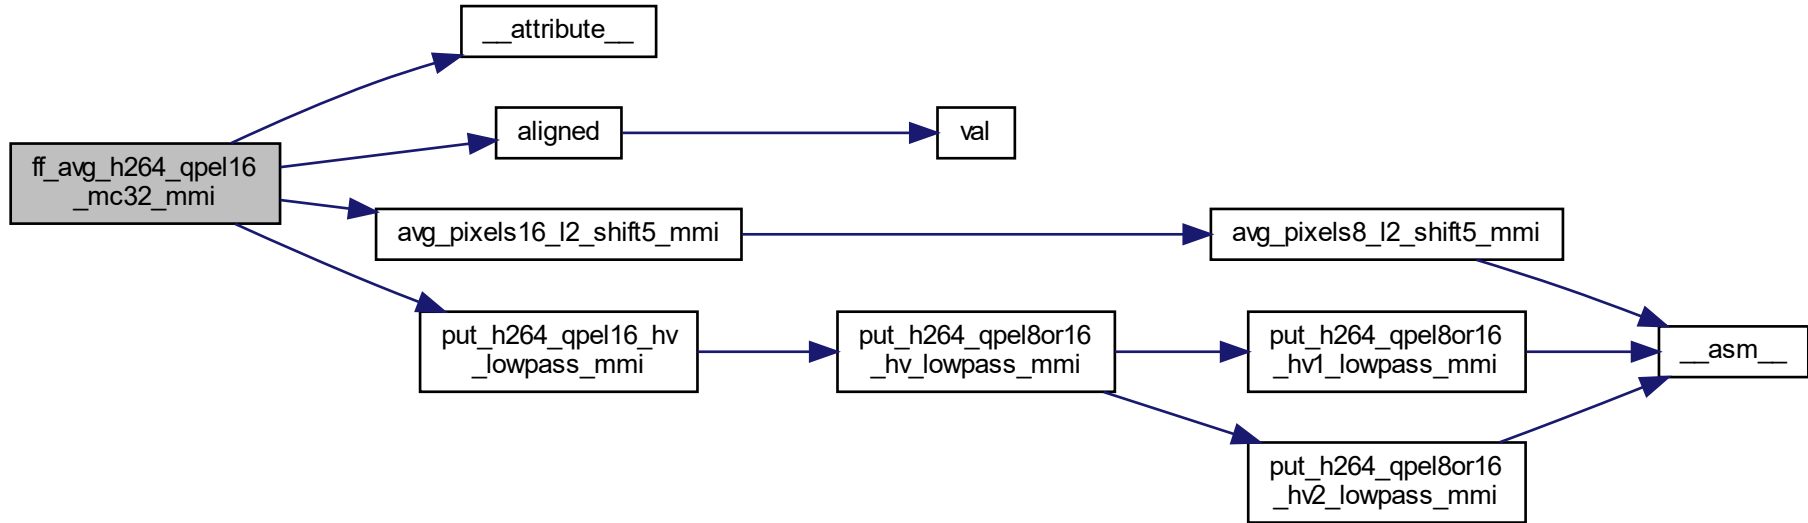 __attribute__
aligned
val
ff_avg_h264_qpel16
_mc32_mmi
avg_pixels16_l2_shift5_mmi
avg_pixels8_l2_shift5_mmi
put_h264_qpel16_hv
_lowpass_mmi
put_h264_qpel8or16
_hv_lowpass_mmi
put_h264_qpel8or16
_hv1_lowpass_mmi
__asm__
put_h264_qpel8or16
_hv2_lowpass_mmi